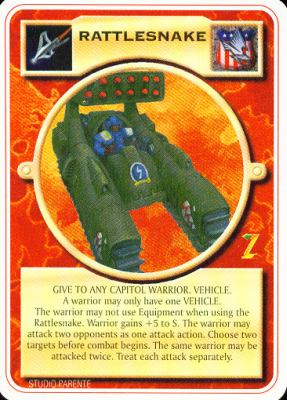 RATTLESNAKE
GIVE TO ANY CAPITOL WARRIOR. VEHICLE.
A warrior may only have one VEHICLE.
The warrior may not use Equipment when using the
Rattlesnake. Warrior gains +5 to S. The warrior may
attack two opponents as one attack action. Choose two
targets before combat begins. The same warrior may be
attacked twice. Treat each attack separately.
STUDIO PARENTE